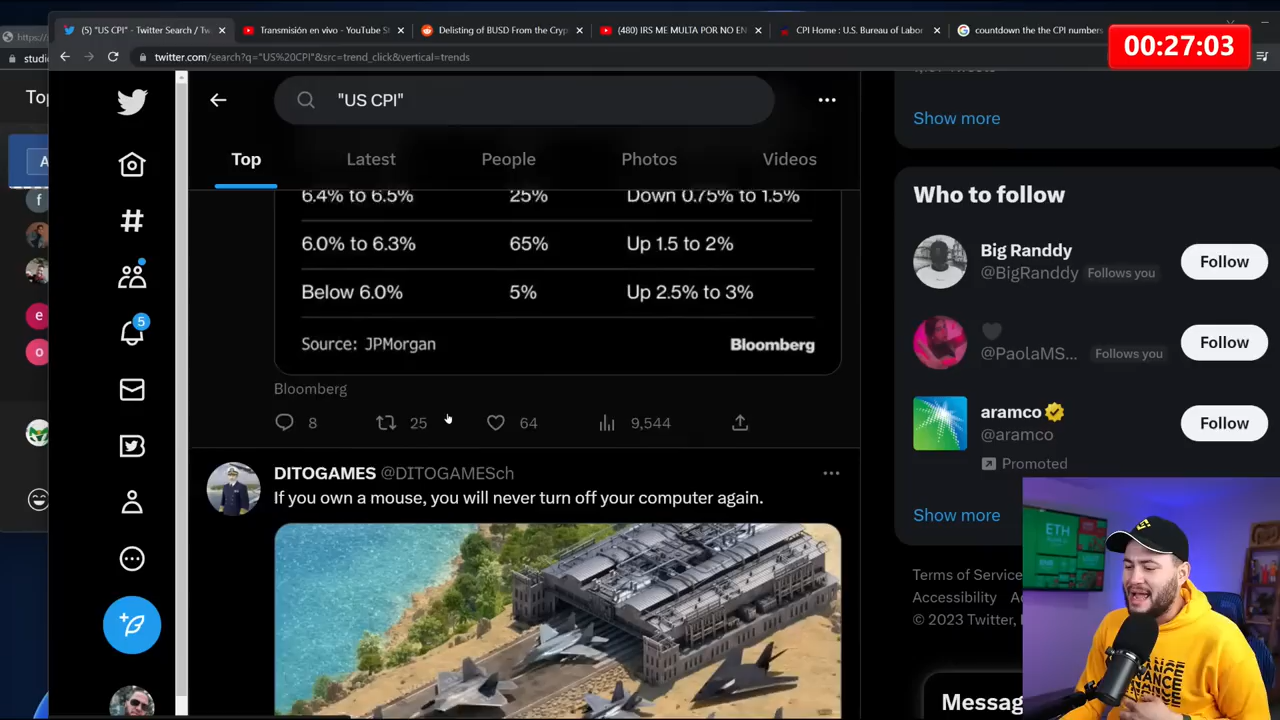 https://
(5) "US CPI" - Twitter Search / Tw
Transmisión en vivo - YouTube St
Delisting of BUSD From the Cryp
(480) IRS ME MULTA POR NO EN
CPI Home : U.S. Bureau of Labor
countdown the the CPI numbers
00:27:03
studi
twitter.com/search?q="US%20CPI"&src=trend_click&vertical=trends
"US CPI"
Show more
Top
Latest
People
Photos
Videos
Who to follow
6.4% to 6.5%
25%
Down 0.75% to 1.5%
6.0% to 6.3%
65%
Up 1.5 to 2%
Below 6.0%
5%
Up 2.5% to 3%
Source: JPMorgan
Bloomberg
Bloomberg
8
25
64
9,544
Big Randdy
@BigRanddy
Follows you
Follow
@PaolaMS...
Follows you
Follow
aramco
@aramco
Promoted
Follow
Show more
5
DITOGAMES @DITOGAMESch
If you own a mouse, you will never turn off your computer again.
Terms of Service
Accessibility
© 2023 Twitter,
Messag
ETH
f
e
o